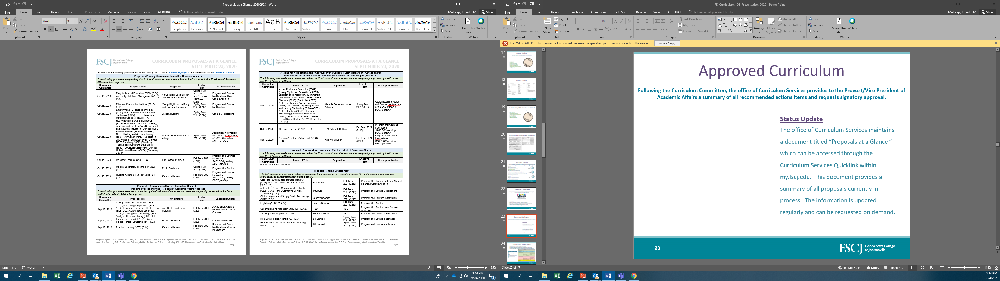 Proposals at a Glance_20200923 - Word
File Home Insert Design Layout References Mailings Review View ACROBAT Tell me what you want to do...
Mullings, Jennifer M. Share
Paste Cut Copy Format Painter
Arial 9
Emphasis Heading 1 ¶ Normal Strong Subtitle Title ¶ No Spac... Subtle Em... Intense E... Quote Intense Q... Subtle Ref... Intense Re... Book Title
Find Replace Select
Share This File Webex
Clipboard Font Paragraph Styles Editing Webex
FSCJ Florida State College
at Jacksonville
CURRICULUM PROPOSALS AT A GLANCE
SEPTEMBER 23, 2020
For questions regarding specific curriculum actions, please contact curriculum@fscj.edu or visit our web site at Curriculum Services.
Proposals Pending Curriculum Committee Recommendation
The following proposals are pending Curriculum Committee recommendation to the Provost and Vice President of Academic
Affairs for final approval:
Curriculum Committee Proposal Title Originators Effective Term Description/Notes
Oct.15, 2020 Early Childhood Education (T100) (B.S.) and Early Childhood Management (2203) (A.S.) Yakup Bilgili, Jackie Rippy and Guerino Terracciano Spring Term 2021 2212) and Summer Term 2021 (2215) Program and Course Modifications; New Course Addition
Oct.15, 2020 Educator Preparation Institute (F222) (C.P.P.) Yakup Bilgili, Jackie Rippy and Guerino Terracciano Spring Term 2021 (2212) Program and Course Modification
Oct.15, 2020 Environmental Science Technology (2166) (A.S.), Environmental Science Technician (6022) (T.C.), Hazardous Materials Specialist (6021) (T.C.) Joseph Husband Spring Term 2021 (2212) Course Modifications
Oct.15, 2020 Heavy Equipment Operation (566B) (Heavy Equipment Operation – APPR); Jax Heat and Frost (564A) (Commercial and Industrial Insulation – APPR); NEFB Electrical (565E) (Electrician APPR); NEFB Heating and Air Conditioning (560H) (Air Conditioning, Refrigeration and Heating Technology (PS) – APPR); NEFB Plumbing (565P) (Plumbing Technology); Structural Steel Work (566C) (Structural Steel Work – APPR); United Union Roofers (567A) (Carpentry – APPR) Melanie Ferren and Karen Arlington Spring Term 2021 (2212) Apprenticeship Program and Course Inactivations SACSCOC pending; DBOT pending
Oct.15, 2020 Massage Therapy (5700) (C.C.) IPM Schevell Golden Fall Term 2021 (2218) Program and Courses Inactivation SACSCOC pending; DBOT pending
Oct.15, 2020 Medical Laboratory Technology (2220) (A.S.) Robin Bradshaw Spring Term 2021 (2218) Program Modification
Oct.15, 2020 Nursing Assistant (Articulated) (5131) (C.C.) Kathryn Millspaw Fall Term 2021 (2218) Program and Course Inactivations SACSCOC pending; DBOT pending
Proposals Recommended by the Curriculum Committee
Pending Provost and Vice President of Academic Affairs Approval
The following proposals were recommended by the Curriculum Committee and were subsequently presented to the Provost
and VP of Academic Affairs for approval:
Curriculum Committee Proposal Title Originators Effective Term Description/Notes
Sept.17, 2020 College Academic Orientation (SLS 1101); and College Experience (SLS 1102); Increasing Personal Effectiveness (SLS 1200), Career Exploration (SLS 1304), Learning with Technology (SLS 1570) and Effective Living (SLS 2604) Amy Baskin and Heidi Marshall Fall Term 2020 (2208) A.A. Elective Course Modification and New Courses
Sept.17, 2020 Funeral Services (2161) (A.S.) and Florida Funeral Director (6154) (T.C.) Howard Beckham Fall Term 2020 (2208) Course Modifications
Sept.17, 2020 Practical Nursing (5657) (C.C.) Kathryn Millspaw Fall Term 2021 (2218) Program and Course Modifications; Course Inactivations
Program Types: A.A.: Associate in Arts; A.S.: Associate in Science; A.A.S.: Applied Associate in Science; T.C.: Technical Certificate; B.A.S.: Bachelor
of Applied Science; B.S.: Bachelor of Science; B.S.N.: Bachelor of Science in Nursing; P.S.A.V.: Postsecondary Adult Vocational Certificate
Page 1
FSCJ Florida State College
at Jacksonville
CURRICULUM PROPOSALS AT A GLANCE
SEPTEMBER 23, 2020
Actions for Notification and/or Approval by the College's District Board of Trustees and/or
Southern Association of Colleges and Schools Commission on Colleges (SACSCOC)
The following proposals were recommended by the Curriculum Committee and were subsequently approved by the Provost
and VP of Academic Affairs:
Curriculum Committee Proposal Title Originators Effective Term Description/Notes
Oct.15, 2020 Heavy Equipment Operation (566B) (Heavy Equipment Operation – APPR); Jax Heat and Frost (564A) (Commercial and Industrial Insulation – APPR); NEFB Electrical (565E) (Electrician APPR); NEFB Heating and Air Conditioning (560H) (Air Conditioning, Refrigeration and Heating Technology (PS) – APPR); NEFB Plumbing (565P) (Plumbing Technology); Structural Steel Work (566C) (Structural Steel Work – APPR); United Union Roofers (567A) (Carpentry – APPR) Melanie Ferren and Karen Arlington Spring Term 2021 (2212) Apprenticeship Program and Course Inactivations SACSCOC pending; DBOT pending
Oct.15, 2020 Massage Therapy (5700) (C.C.) IPM Schevell Golden Fall Term 2021 (2218) Program and Courses Inactivation SACSCOC pending; DBOT pending
Oct.15, 2020 Nursing Assistant (Articulated) (5131) (C.C.) Kathryn Millspaw Fall Term 2021 (2218) Program and Course Inactivations SACSCOC pending; DBOT pending
Proposals Approved by Provost and Vice President of Academic Affairs
The following proposals were recommended by the Curriculum Committee and were subsequently approved by the Provost
and VP of Academic Affairs:
Curriculum Committee Proposal Title Originators Effective Term Description/Notes
Nothing to report at this time.
Proposals Pending Development
The following proposals are pending development by originator(s) and signatory support from the instructional program
manager(s) or department chair(s) and dean(s):
Associate in Arts (Baccalaureate Transfer) (1108) (A.A.) and Dinosaurs and Disasters (GLY 1102) Rob Martin Fall Term 2021 (2218) Program Modification and New Natural Sciences Course Addition
Automotive Service Management Technology (A236) (A.A.S.) and Automotive Service Technician (6236) (T.C.) Paul Soar Fall Term 2021 (2218) Program and Course Modifications
Global Logistics and Supply Chain Technology (5320) (C.C.) Johnny Bowman Fall Term 2021 (2218) Program and Courses Inactivation
Logistics (S110) (B.A.S.) Johnny Bowman Fall Term 2021 (2218) Program Modification
Supervision and Management (S100) (B.A.S.) TBD TBD Program Modification; New Course Additions
Welding Technology (5789) (W.C.) Webster Skelton TBD Program and Course Modifications
Real Estate Sales Agent (5733) (C.C.) Bill Barfield Spring Term 2021 (2212) Program and Course Inactivation
Real Estate Sales Associate Post Licensing (5154) (C.C.) Bill Barfield Spring Term 2021 (2212) Program and Course Inactivation
Program Types: A.A.: Associate in Arts; A.S.: Associate in Science; A.A.S.: Applied Associate in Science; T.C.: Technical Certificate; B.A.S.: Bachelor
of Applied Science; B.S.: Bachelor of Science; B.S.N.: Bachelor of Science in Nursing; P.S.A.V.: Postsecondary Adult Vocational Certificate
Page 2
Page 1 of 2 771 words 75%
3:14 PM
9/24/2020
PD Curriculum 101_Presentation_2020 - PowerPoint
File Home Insert Design Transitions Animations Slide Show Review View ACROBAT Tell me what you want to do...
Mullings, Jennifer M. Share
Paste Cut Copy Format Painter
New Slide Layout Reset Section
19
Text Direction Align Text Convert to SmartArt
Arrange Quick Styles Shape Fill Shape Outline Shape Effects
Find Replace Select
Share This File Webex
Clipboard Slides Font Paragraph Drawing Editing Webex
UPLOAD FAILED This file was not uploaded because the specified path was not found on the server. Save a Copy
17
Course Outline
18
Course Outline
19
Course Learning Outcomes and Assessment
20
Course Learning Outcomes and Assessment
21
Technical Review
22
Curriculum Committee
23
Approved Curriculum
24
Approved Curriculum
Following the Curriculum Committee, the office of Curriculum Services provides to the Provost/Vice President of
Academic Affairs a summary of all recommended actions items and requests signatory approval.
Status Update
The office of Curriculum Services maintains
a document titled “Proposals at a Glance,”
which can be accessed through the
Curriculum Services Quicklink within
my.fscj.edu. This document provides a
summary of all proposals currently in
process. The information is updated
regularly and can be requested on demand.
23
FSCJ Florida State College
at Jacksonville
Slide 23 of 47 Upload Failed Notes Comments 111%
3:14 PM
9/24/2020